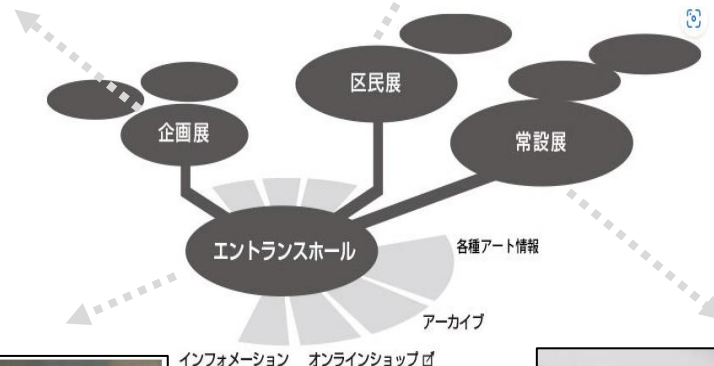 区民展
企画展
常設展
エントランスホール
各種アート情報
アーカイブ
インフォメーション
オンラインショップ